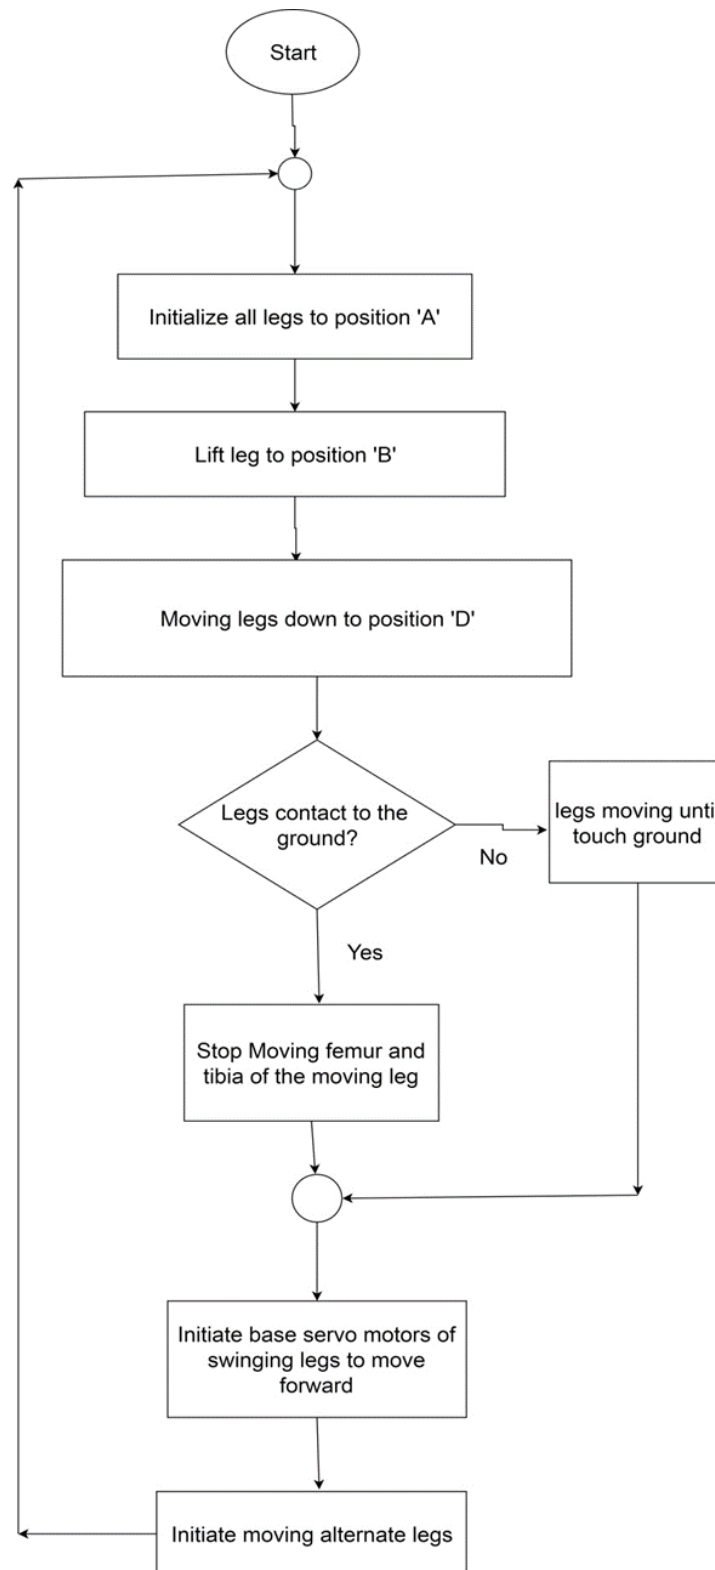 Start
Initialize all legs to position 'A'
Lift leg to position 'B'
Moving legs down to position 'D'
Legs contact to the
ground?
No
legs moving unti
touch ground
Yes
Stop Moving femur and
tibia of the moving leg
Initiate base servo motors of
swinging legs to move
forward
Initiate moving alternate legs